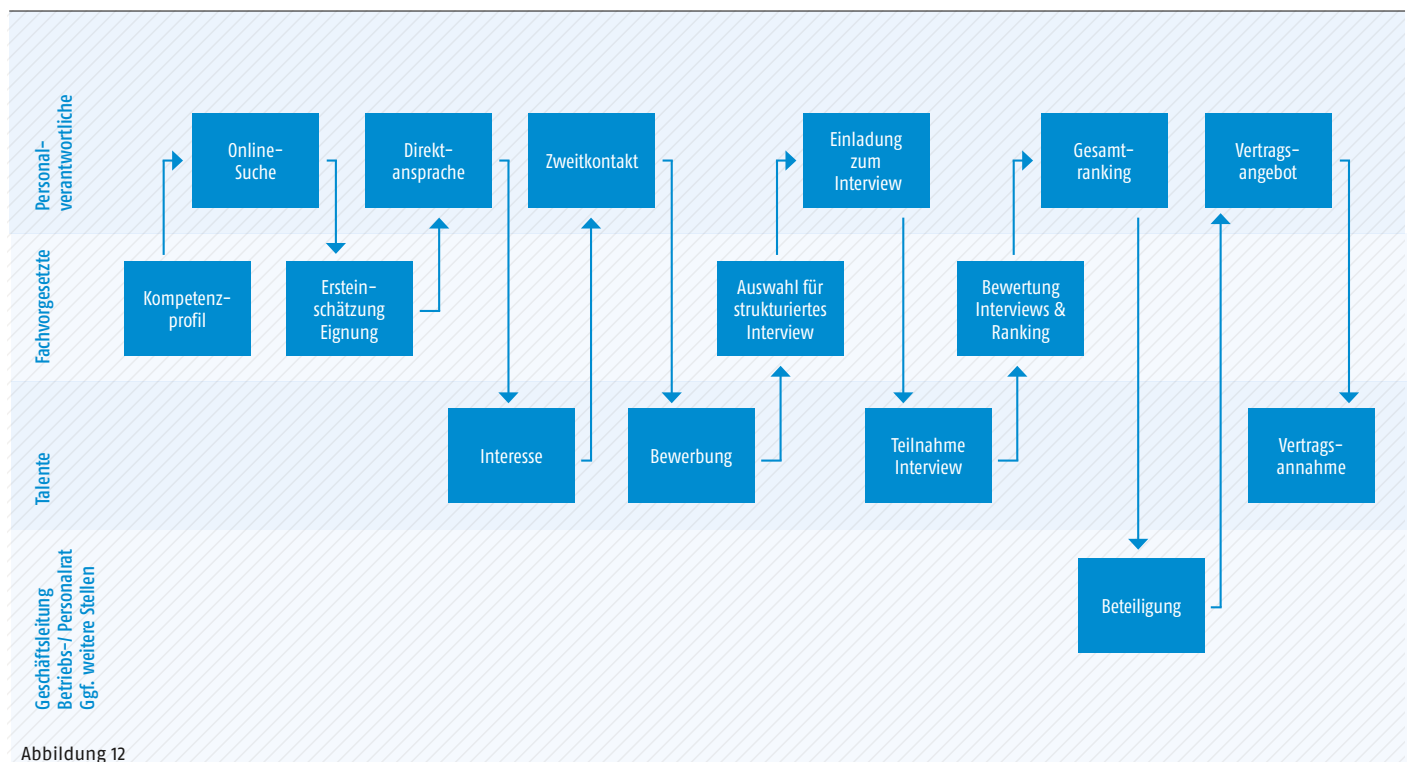 Personal-
verantwortliche
Online-
Suche
Direkt-
ansprache
Zweitkontakt
Einladung
zum
Interview
Gesamt-
ranking
Vertrags-
angebot
Fachvorgesetzte
Kompetenz-
profil
Erstein-
schätzung
Eignung
Auswahl für
strukturiertes
Interview
Bewertung
Interviews &
Ranking
Talente
Interesse
Bewerbung
Teilnahme
Interview
Vertrags-
annahme
Geschäftsleitung
Betriebs-/ Personalrat
Ggf. weitere Stellen
Beteiligung
Abbildung 12